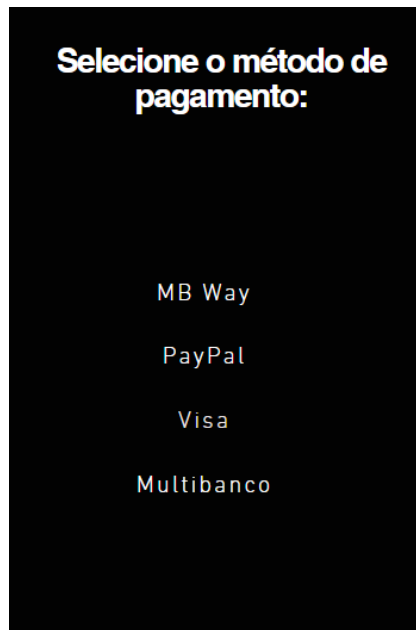 Selecione o método de
pagamento:
MB Way
PayPal
Visa
Multibanco